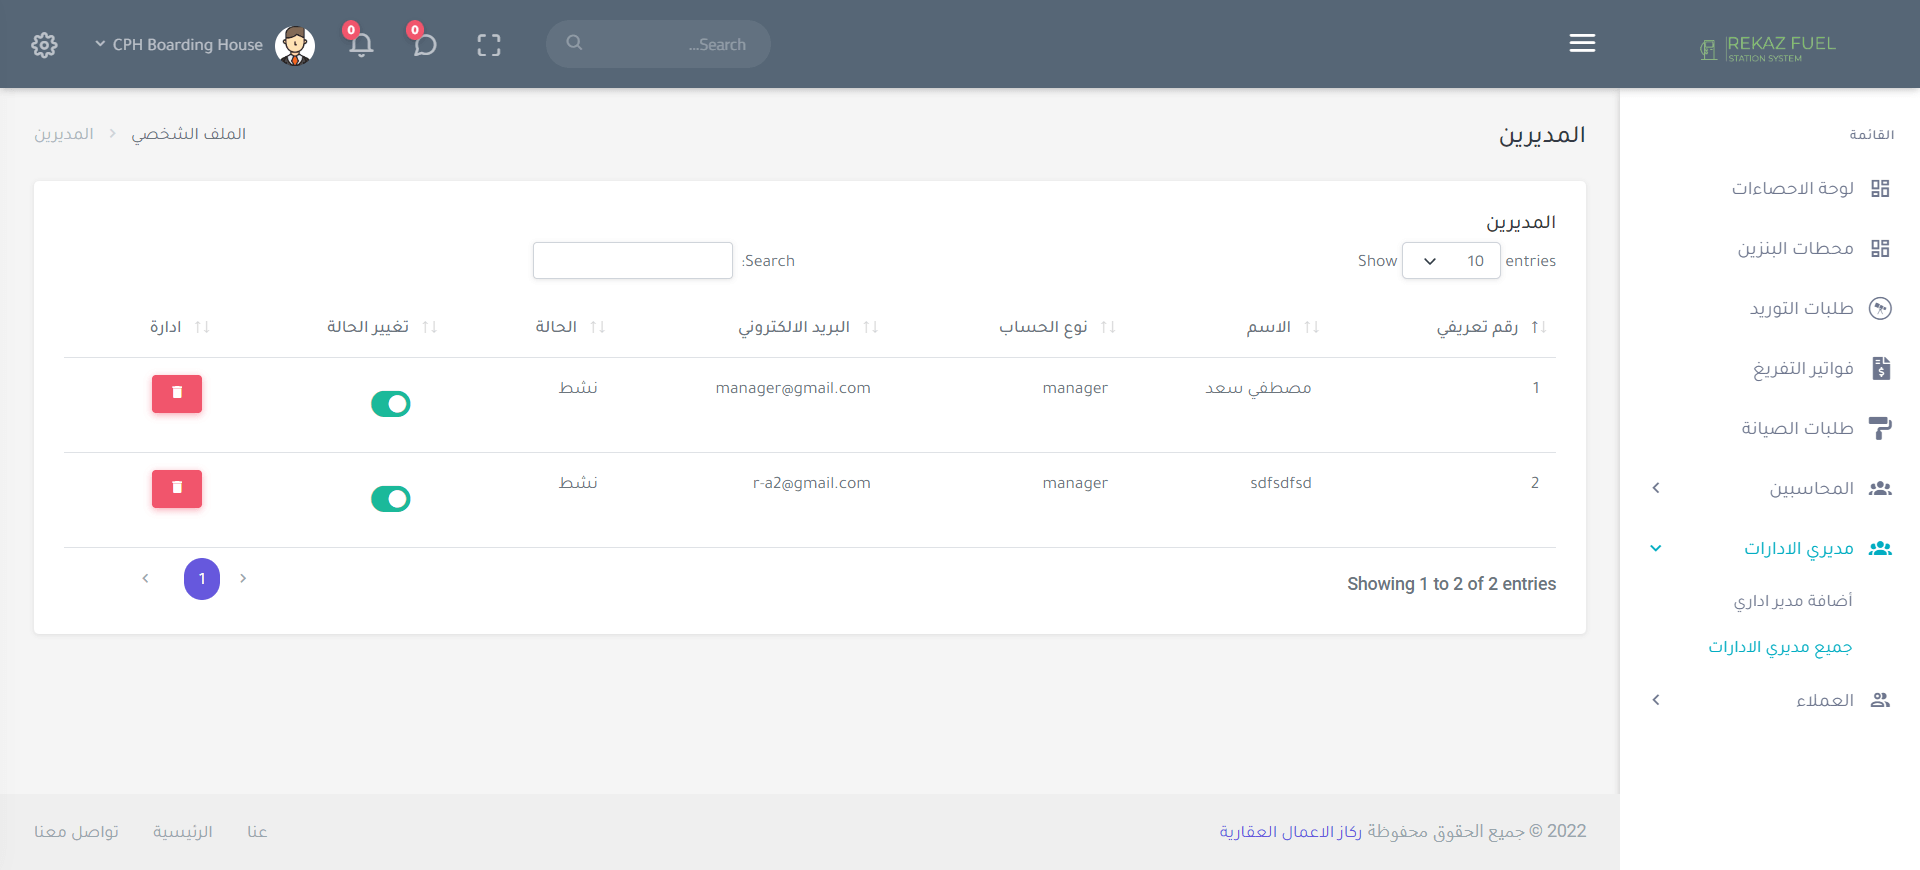 REKAZ FUEL
STATION SYSTEM
Search...
0
0
CPH Boarding House
القائمة
لوحة الاحصاءات
محطات البنزين
طلبات التوريد
فواتير التفريغ
طلبات الصيانة
المحاسبين
مديري الادارات
أضافة مدير اداري
جميع مديري الادارات
العملاء
المديرين
الملف الشخصي
المديرين
المديرين
Show 10 entries
Search:
رقم تعريفي الاسم نوع الحساب البريد الالكتروني الحالة تغيير الحالة ادارة
1 مصطفي سعد manager manager@gmail.com نشط
2 sdfsdfsd manager r-a2@gmail.com نشط
Showing 1 to 2 of 2 entries
1
2022 © جميع الحقوق محفوظة ركاز الاعمال العقارية
عنا الرئيسية تواصل معنا